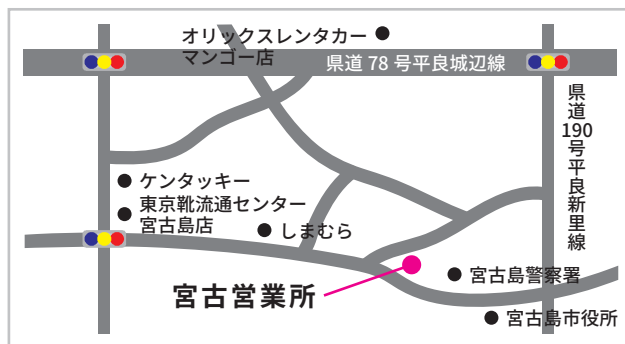 オリックスレンタカー
マンゴー店
県道 78 号平良城辺線
県道190号平良新里線
ケンタッキー
東京靴流通センター
宮古島店
しまむら
宮古営業所
宮古島警察署
宮古島市役所